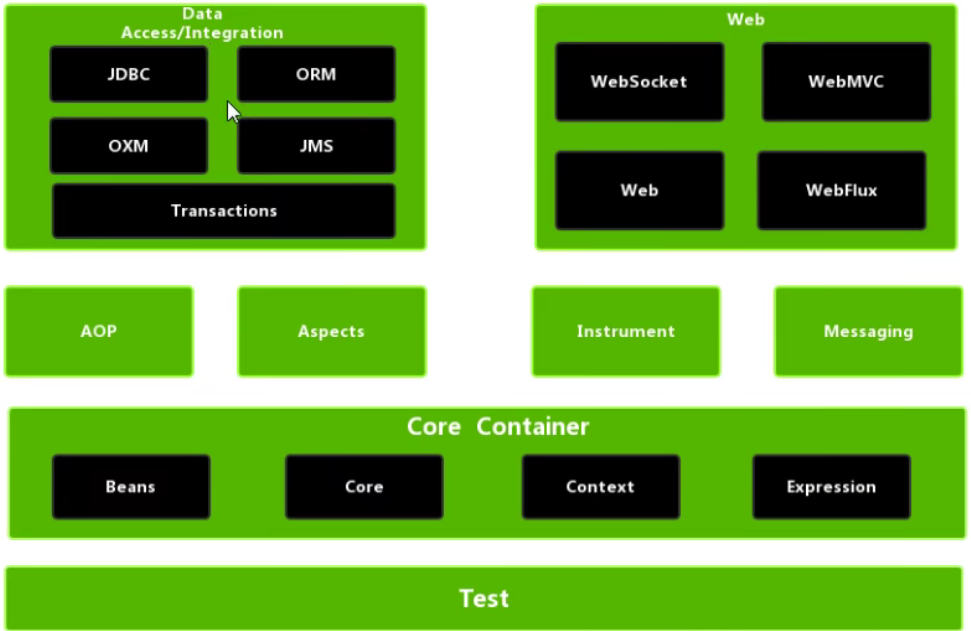 Data
Access/Integration
JDBC
ORM
OXM
JMS
Transactions
Web
WebSocket
WebMVC
Web
WebFlux
AOP
Aspects
Instrument
Messaging
Core Container
Beans
Core
Context
Expression
Test